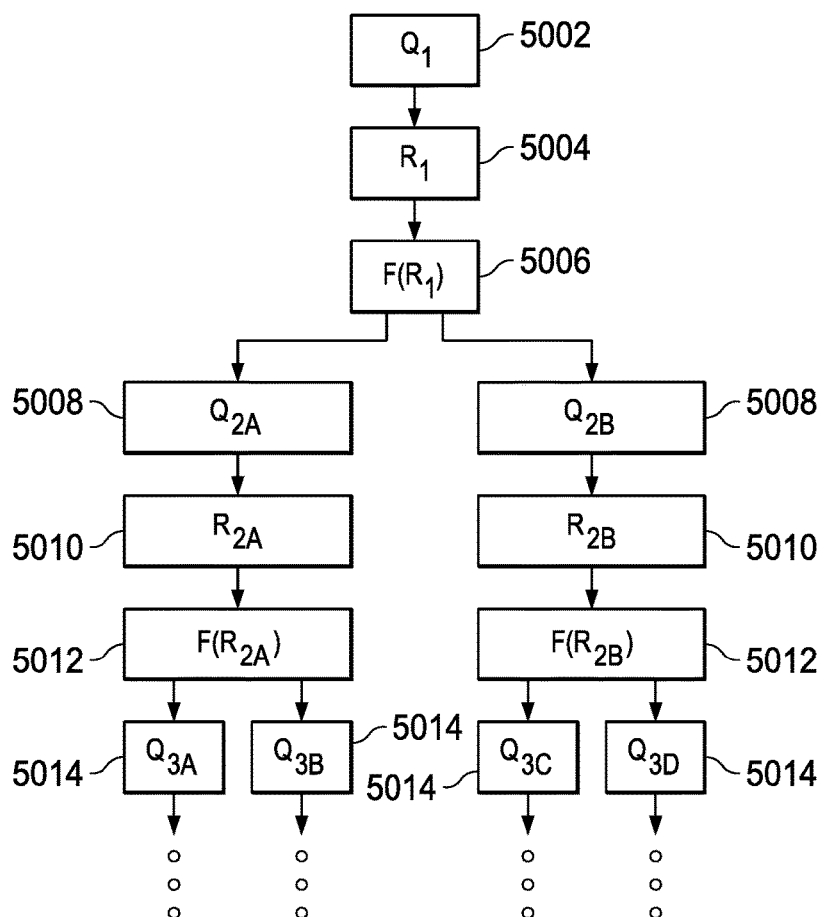 Q1 5002
R1 5004
F(R1) 5006
5008 Q2A Q2B 5008
5010 R2A R2B 5010
5012 F(R2A) F(R2B) 5012
5014 Q3A Q3B 5014 5014 Q3C Q3D 5014